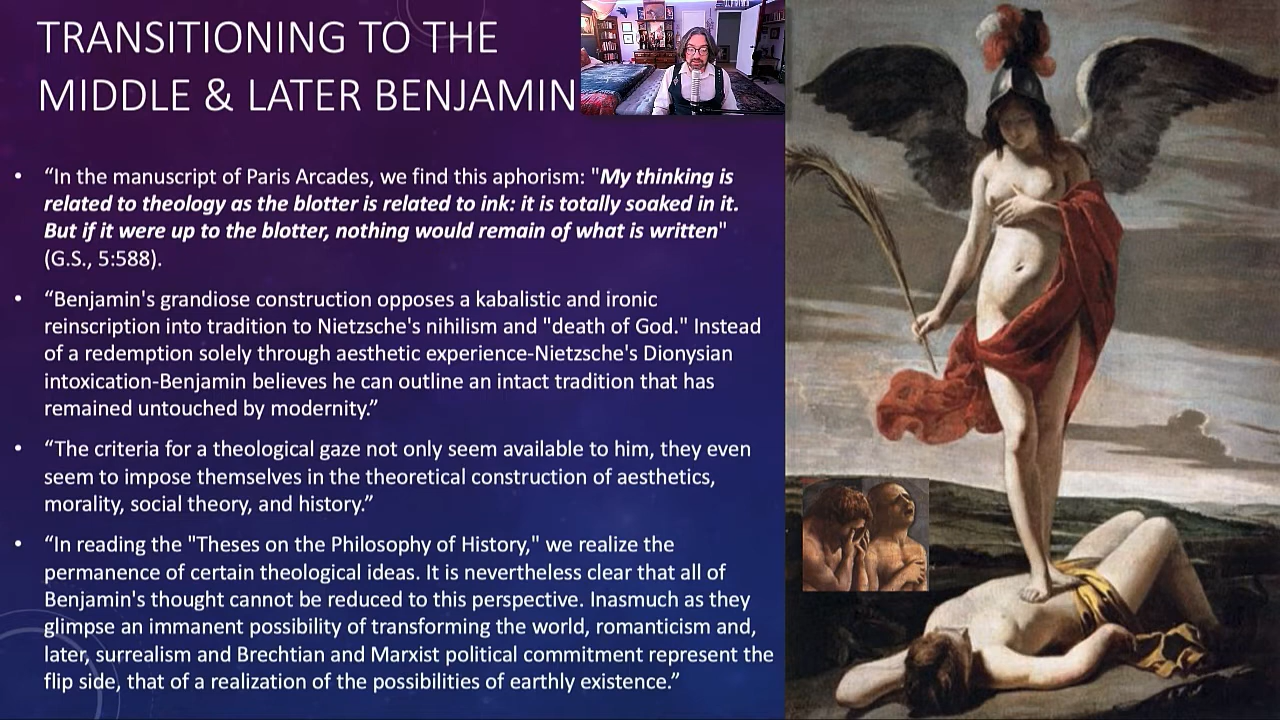 TRANSITIONING TO THE
MIDDLE & LATER BENJAMIN
• “In the manuscript of Paris Arcades, we find this aphorism: "My thinking is
related to theology as the blotter is related to ink: it is totally soaked in it.
But if it were up to the blotter, nothing would remain of what is written"
(G.S., 5:588).
• “Benjamin's grandiose construction opposes a kabalistic and ironic
reinscription into tradition to Nietzsche's nihilism and "death of God." Instead
of a redemption solely through aesthetic experience-Nietzsche's Dionysian
intoxication-Benjamin believes he can outline an intact tradition that has
remained untouched by modernity.”
• “The criteria for a theological gaze not only seem available to him, they even
seem to impose themselves in the theoretical construction of aesthetics,
morality, social theory, and history.”
• “In reading the "Theses on the Philosophy of History," we realize the
permanence of certain theological ideas. It is nevertheless clear that all of
Benjamin's thought cannot be reduced to this perspective. Inasmuch as they
glimpse an immanent possibility of transforming the world, romanticism and,
later, surrealism and Brechtian and Marxist political commitment represent the
flip side, that of a realization of the possibilities of earthly existence.”